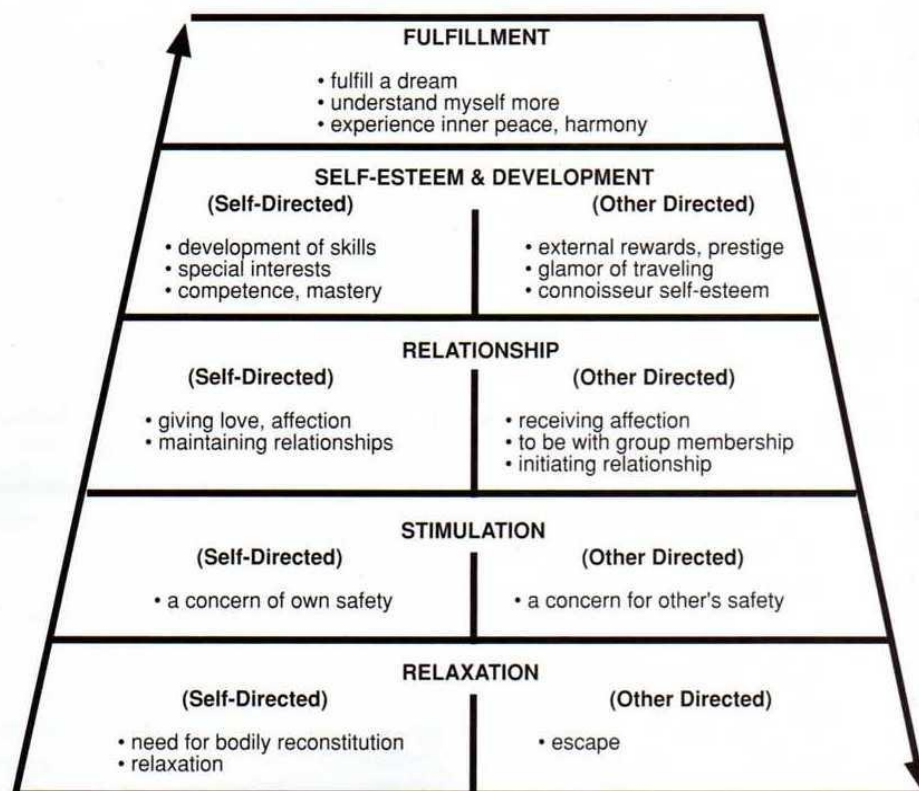 FULFILLMENT
• fulfill a dream
• understand myself more
• experience inner peace, harmony
SELF-ESTEEM & DEVELOPMENT
(Self-Directed)
• development of skills
• special interests
• competence, mastery
(Other Directed)
• external rewards, prestige
• glamor of traveling
• connoisseur self-esteem
RELATIONSHIP
(Self-Directed)
• giving love, affection
• maintaining relationships
(Other Directed)
• receiving affection
• to be with group membership
• initiating relationship
STIMULATION
(Self-Directed)
• a concern of own safety
(Other Directed)
• a concern for other's safety
RELAXATION
(Self-Directed)
• need for bodily reconstitution
• relaxation
(Other Directed)
• escape